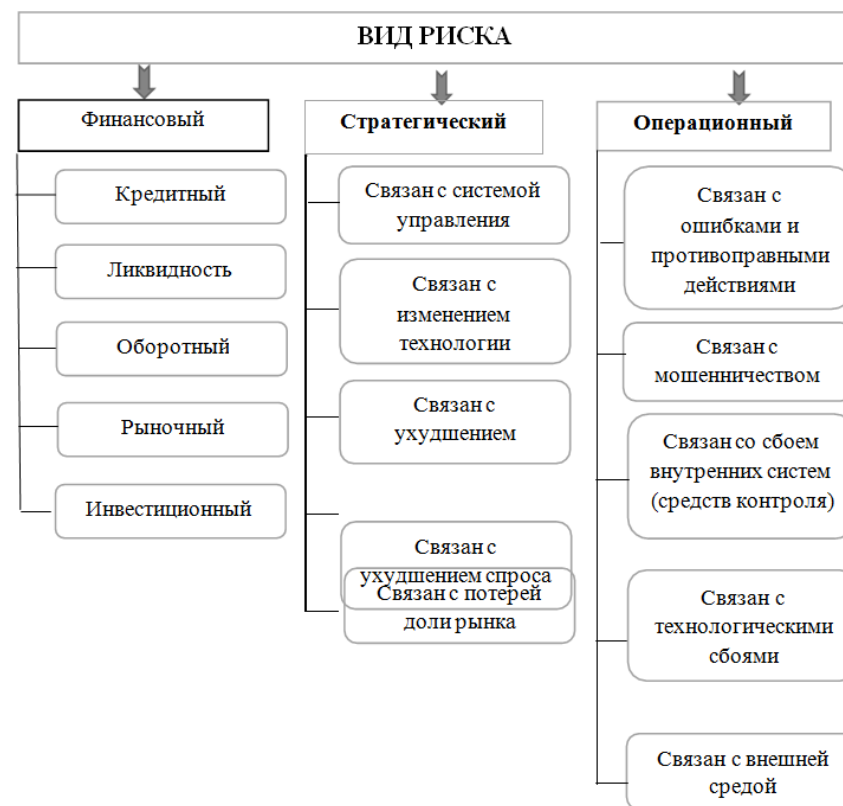 ВИД РИСКА
Финансовый
Кредитный
Ликвидность
Оборотный
Рыночный
Инвестиционный
Стратегический
Связан с системой
управления
Связан с
изменением
технологии
Связан с
ухудшением
Связан с
ухудшением спроса
Связан с потерей
доли рынка
Операционный
Связан с
ошибками и
противоправными
действиями
Связан с
мошенничеством
Связан со сбоем
внутренних систем
(средств контроля)
Связан с
технологическими
сбоями
Связан с внешней
средой